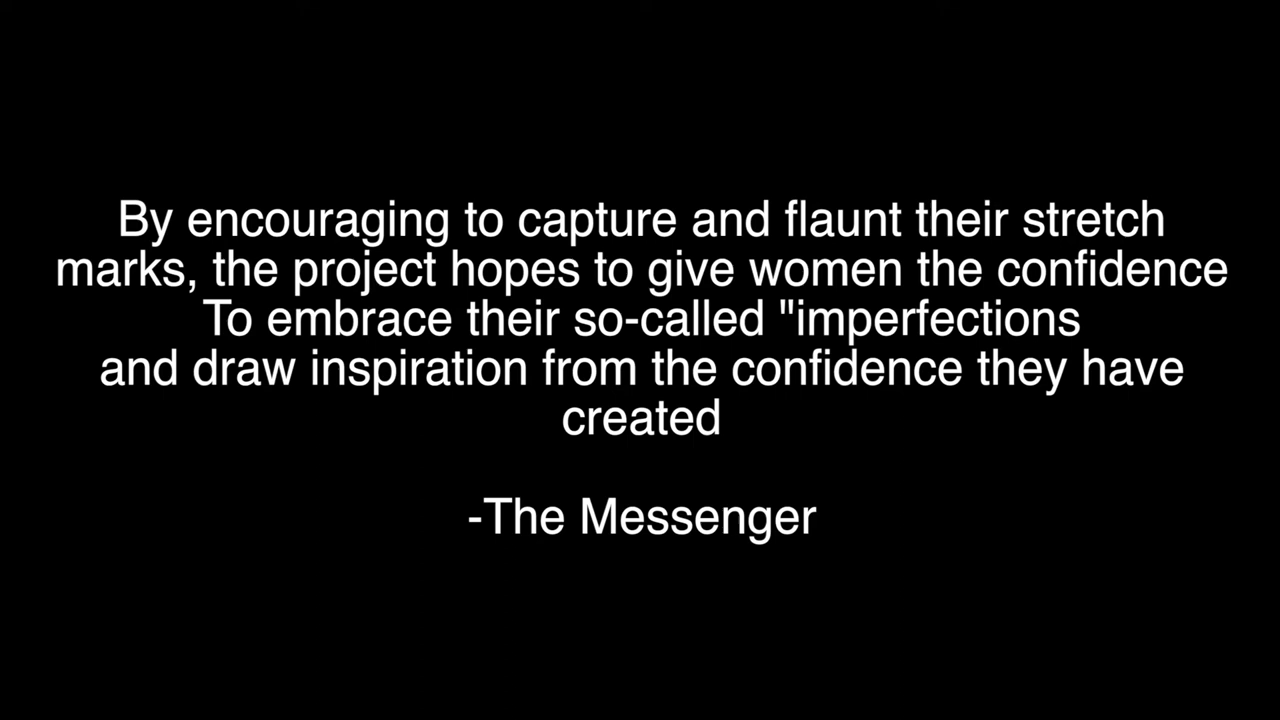 By encouraging to capture and flaunt their stretch
marks, the project hopes to give women the confidence
To embrace their so-called "imperfections
and draw inspiration from the confidence they have
created
-The Messenger